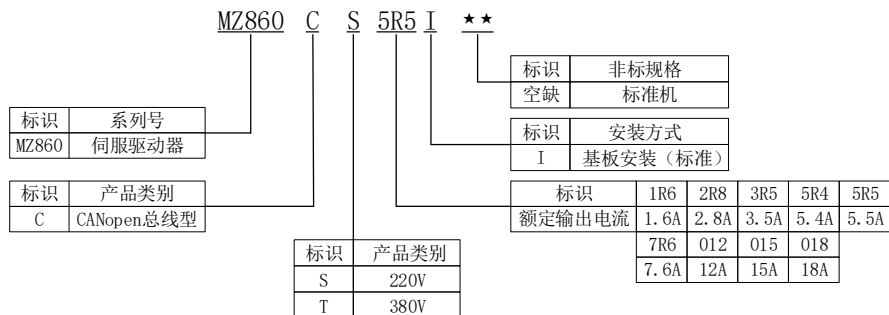 MZ860 C S 5R5 I ★★
标识 非标规格
空缺 标准机
标识 系列号
MZ860 伺服驱动器
标识 安装方式
I 基板安装（标准）
标识 产品类别
C CANopen总线型
标识 1R6 2R8 3R5 5R4 5R5
额定输出电流 1.6A 2.8A 3.5A 5.4A 5.5A
7R6 012 015 018
7.6A 12A 15A 18A
标识 产品类别
S 220V
T 380V